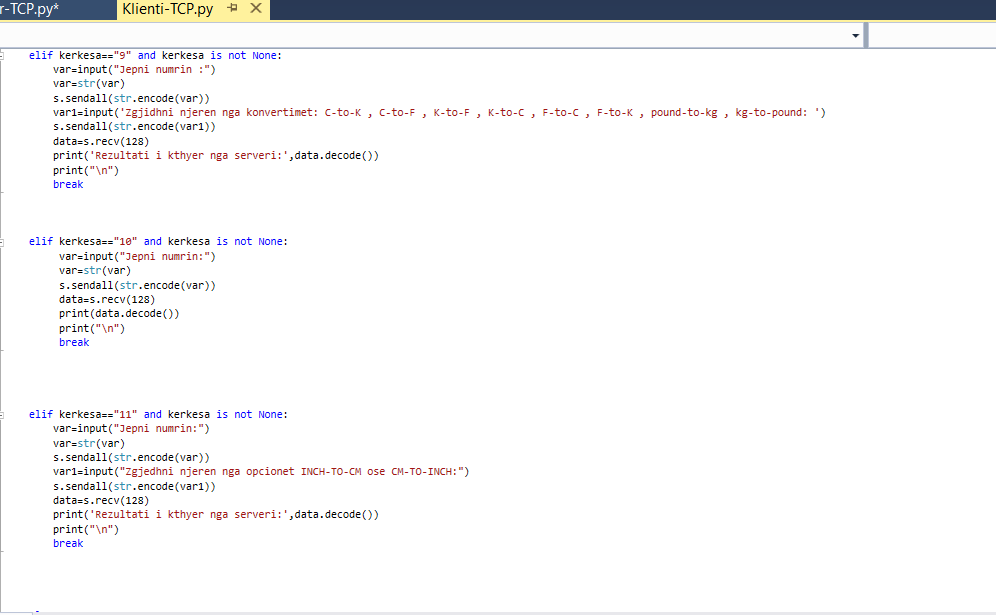 r-TCP.py*
Klienti-TCP.py
elif kerkesa=="9" and kerkesa is not None:
var=input("Jepni numrin :")
var=str(var)
s.sendall(str.encode(var))
var1=input('Zgjidhni njeren nga konvertimet: C-to-K , C-to-F , K-to-F , K-to-C , F-to-C , F-to-K , pound-to-kg , kg-to-pound: ')
s.sendall(str.encode(var1))
data=s.recv(128)
print('Rezultati i kthyer nga serveri:',data.decode())
print("\n")
break
elif kerkesa=="10" and kerkesa is not None:
var=input("Jepni numrin:")
var=str(var)
s.sendall(str.encode(var))
data=s.recv(128)
print(data.decode())
print("\n")
break
elif kerkesa=="11" and kerkesa is not None:
var=input("Jepni numrin:")
var=str(var)
s.sendall(str.encode(var))
var1=input("Zgjedhni njeren nga opcionet INCH-TO-CM ose CM-TO-INCH:")
s.sendall(str.encode(var1))
data=s.recv(128)
print('Rezultati i kthyer nga serveri:',data.decode())
print("\n")
break